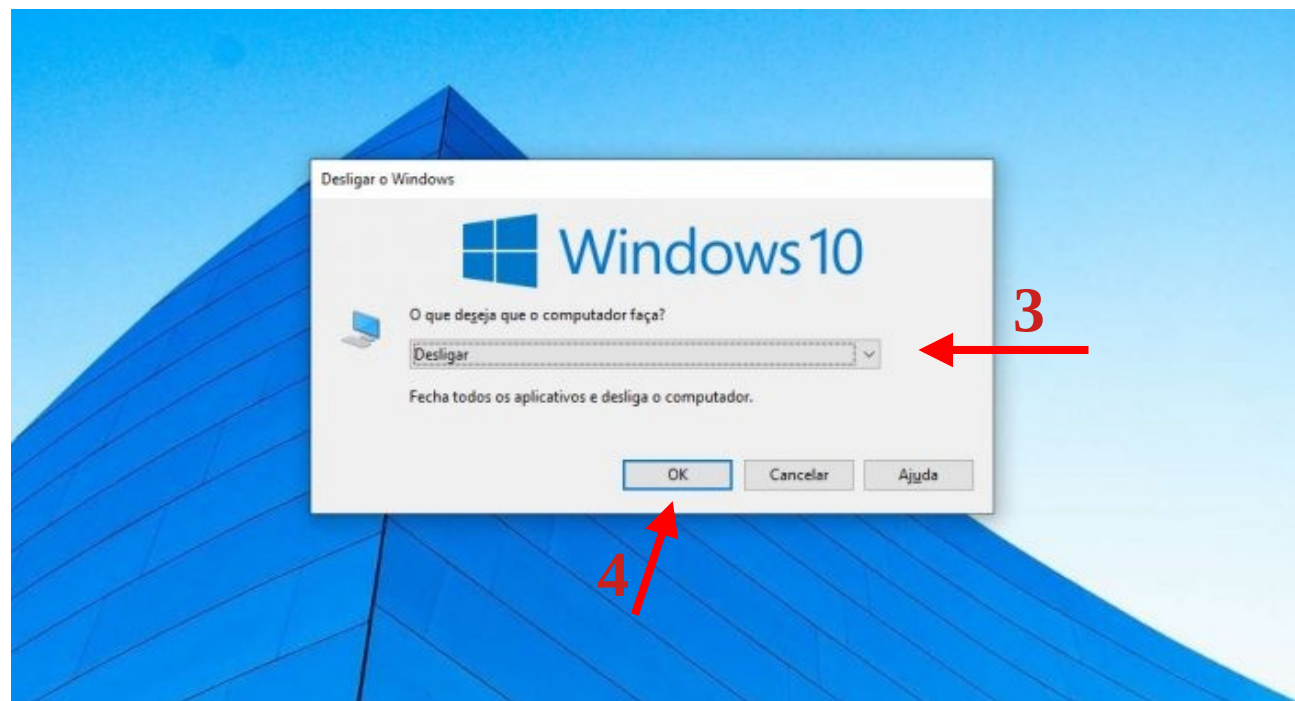 Desligar o Windows
Windows 10
O que deseja que o computador faça?
3
Desligar
Fecha todos os aplicativos e desliga o computador.
OK Cancelar Ajuda
4